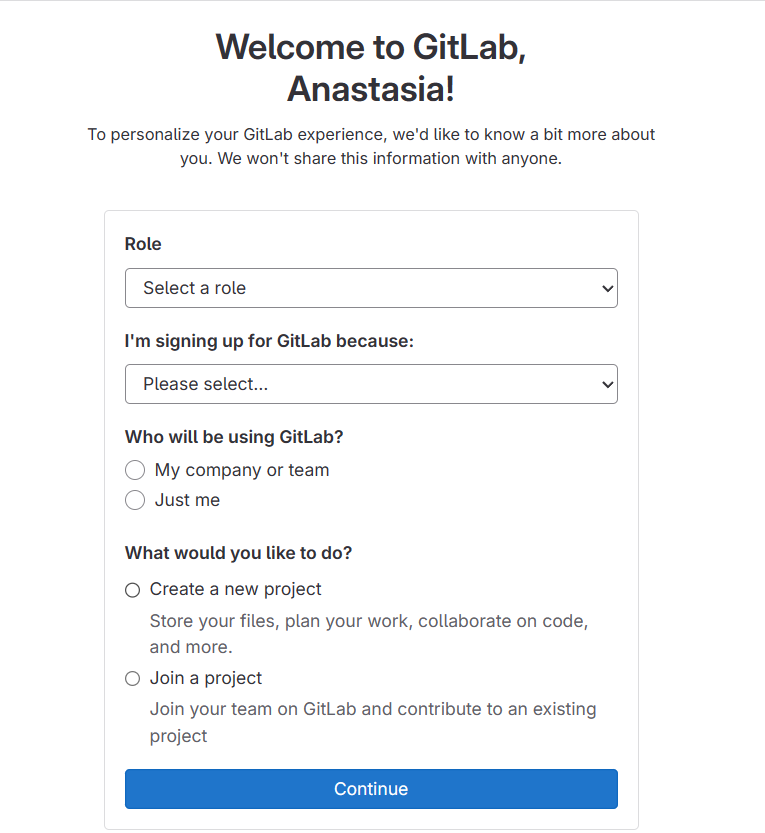 Welcome to GitLab,
Anastasia!
To personalize your GitLab experience, we'd like to know a bit more about
you. We won't share this information with anyone.
Role
Select a role
I'm signing up for GitLab because:
Please select...
Who will be using GitLab?
My company or team
Just me
What would you like to do?
Create a new project
Store your files, plan your work, collaborate on code,
and more.
Join a project
Join your team on GitLab and contribute to an existing
project
Continue